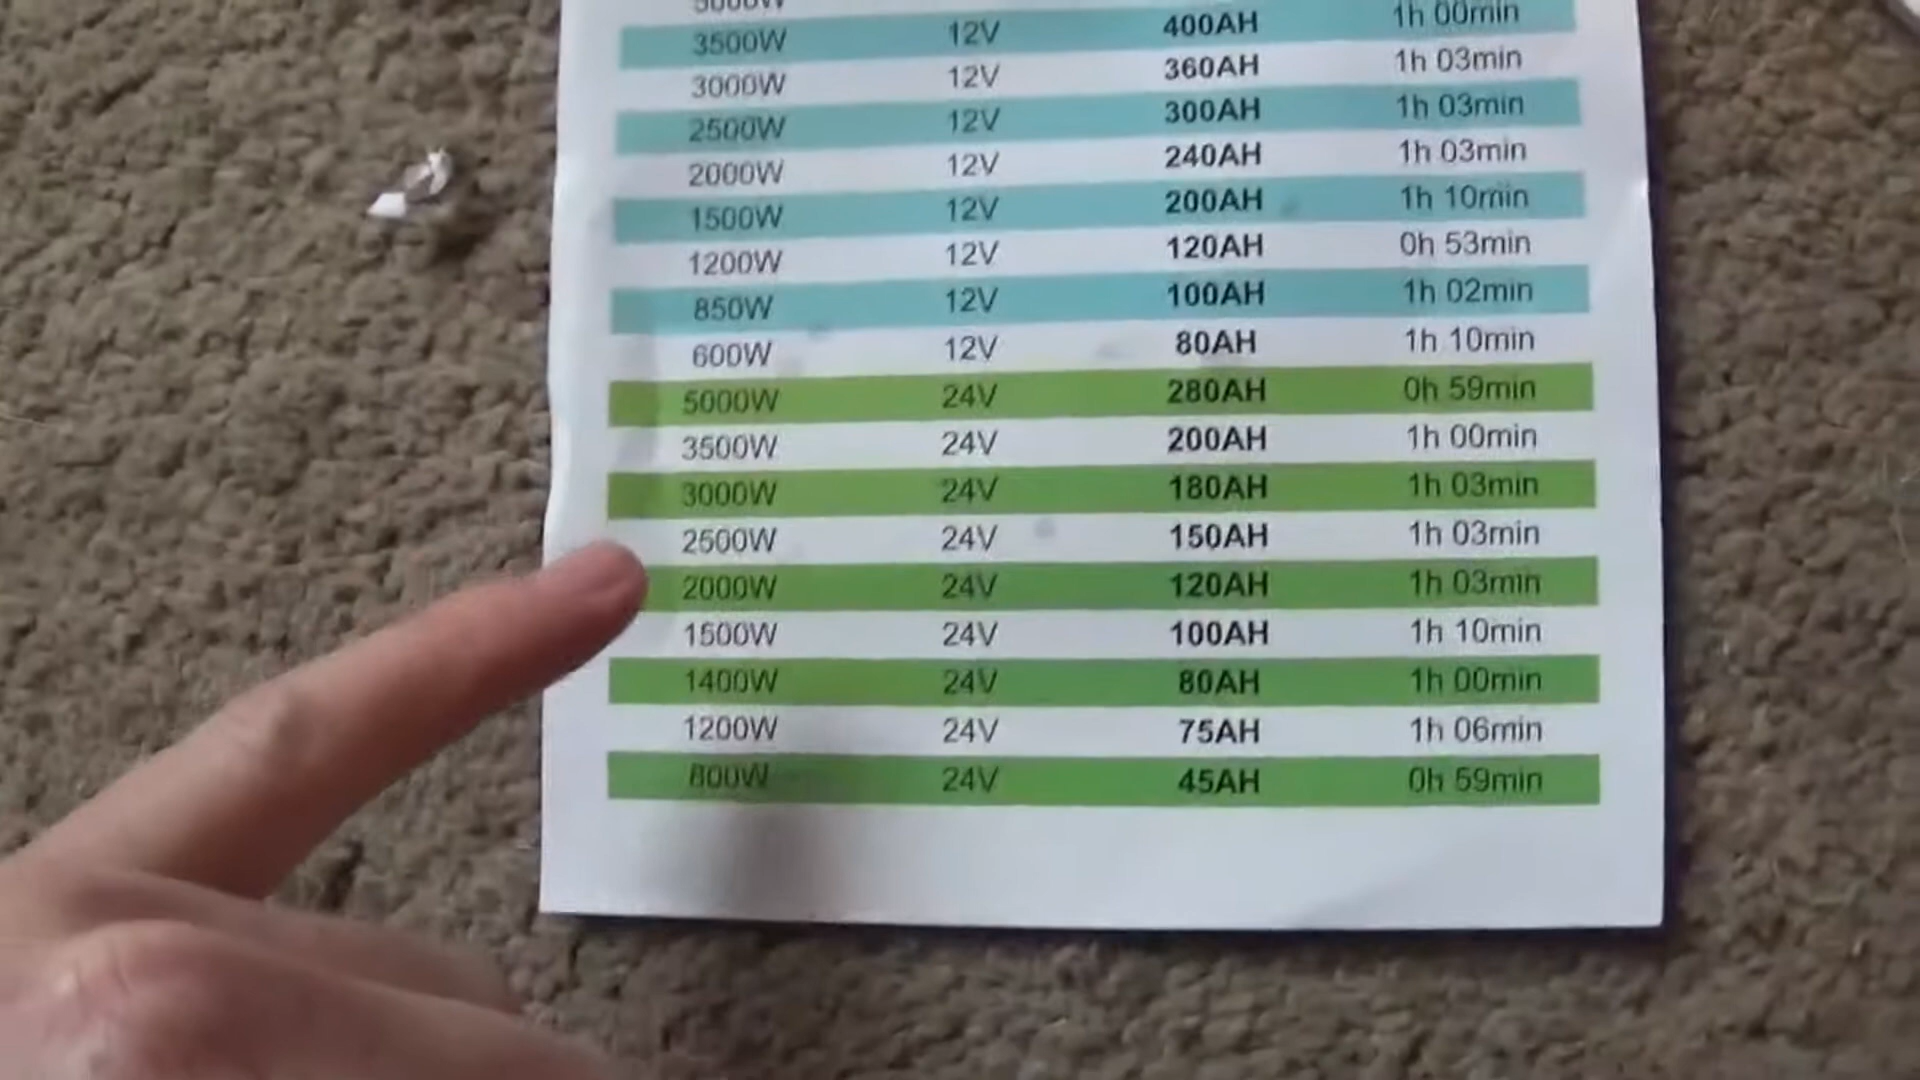 5000W
3500W 12V 400AH 1h 00min
3000W 12V 360AH 1h 03min
2500W 12V 300AH 1h 03min
2000W 12V 240AH 1h 03min
1500W 12V 200AH 1h 10min
1200W 12V 120AH 0h 53min
850W 12V 100AH 1h 02min
600W 12V 80AH 1h 10min
5000W 24V 280AH 0h 59min
3500W 24V 200AH 1h 00min
3000W 24V 180AH 1h 03min
2500W 24V 150AH 1h 03min
2000W 24V 120AH 1h 03min
1500W 24V 100AH 1h 10min
1400W 24V 80AH 1h 00min
1200W 24V 75AH 1h 06min
800W 24V 45AH 0h 59min